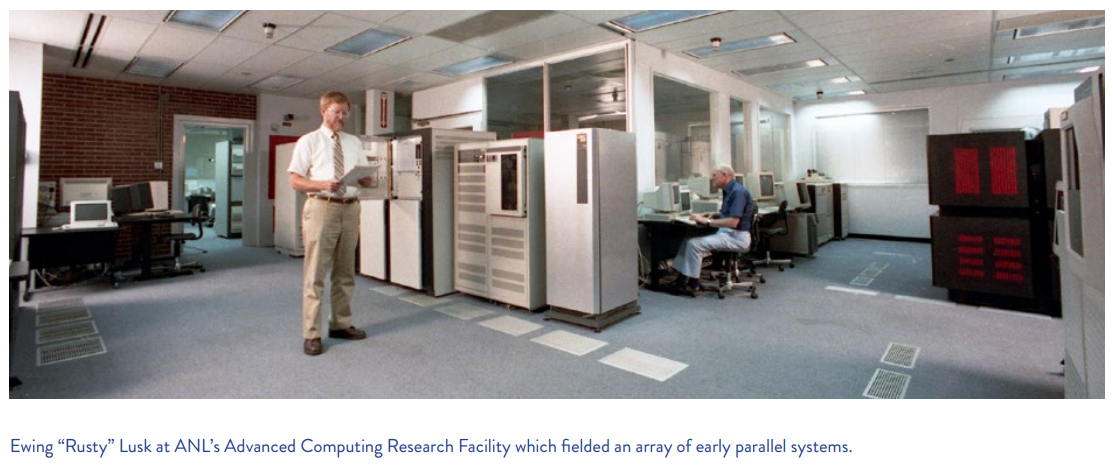 Ewing “Rusty” Lusk at ANL’s Advanced Computing Research Facility which fielded an array of early parallel systems.